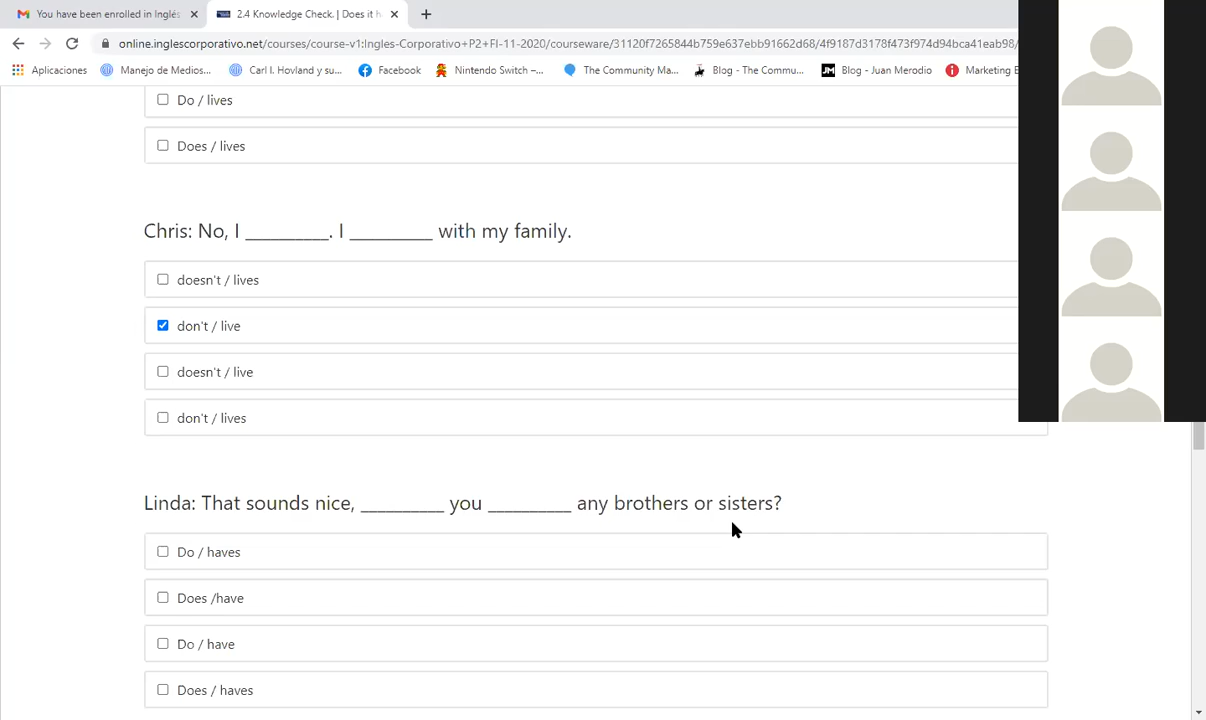 You have been enrolled in Inglés
2.4 Knowledge Check. | Does it h
online.inglescorporativo.net/courses/course-v1:Ingles-Corporativo+P2+FI-11-2020/courseware/31120f7265844b759e637ebb91662d68/4f9187d3178f473f974d94bca41eab98/
Aplicaciones
Manejo de Medios...
Carl I. Hovland y su...
Facebook
Nintendo Switch –...
The Community Ma...
Blog - The Commu...
Blog - Juan Merodio
Marketing E
Do / lives
Does / lives
Chris: No, I __________. I __________ with my family.
doesn't / lives
don't / live
doesn't / live
don't / lives
Linda: That sounds nice, __________ you __________ any brothers or sisters?
Do / haves
Does /have
Do / have
Does / haves